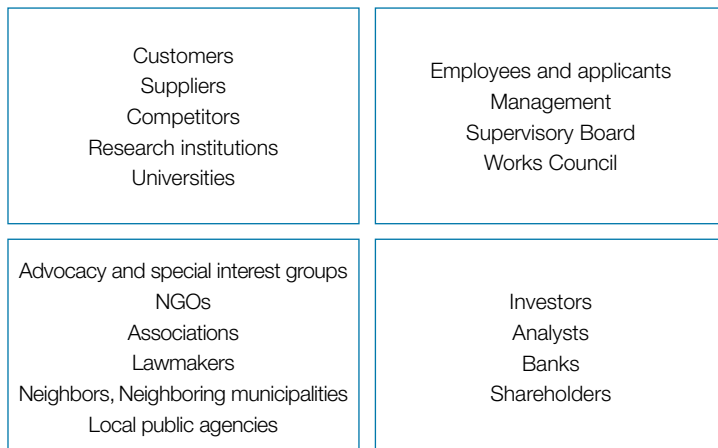 Customers
Suppliers
Competitors
Research institutions
Universities
Employees and applicants
Management
Supervisory Board
Works Council
Advocacy and special interest groups
NGOs
Associations
Lawmakers
Neighbors, Neighboring municipalities
Local public agencies
Investors
Analysts
Banks
Shareholders